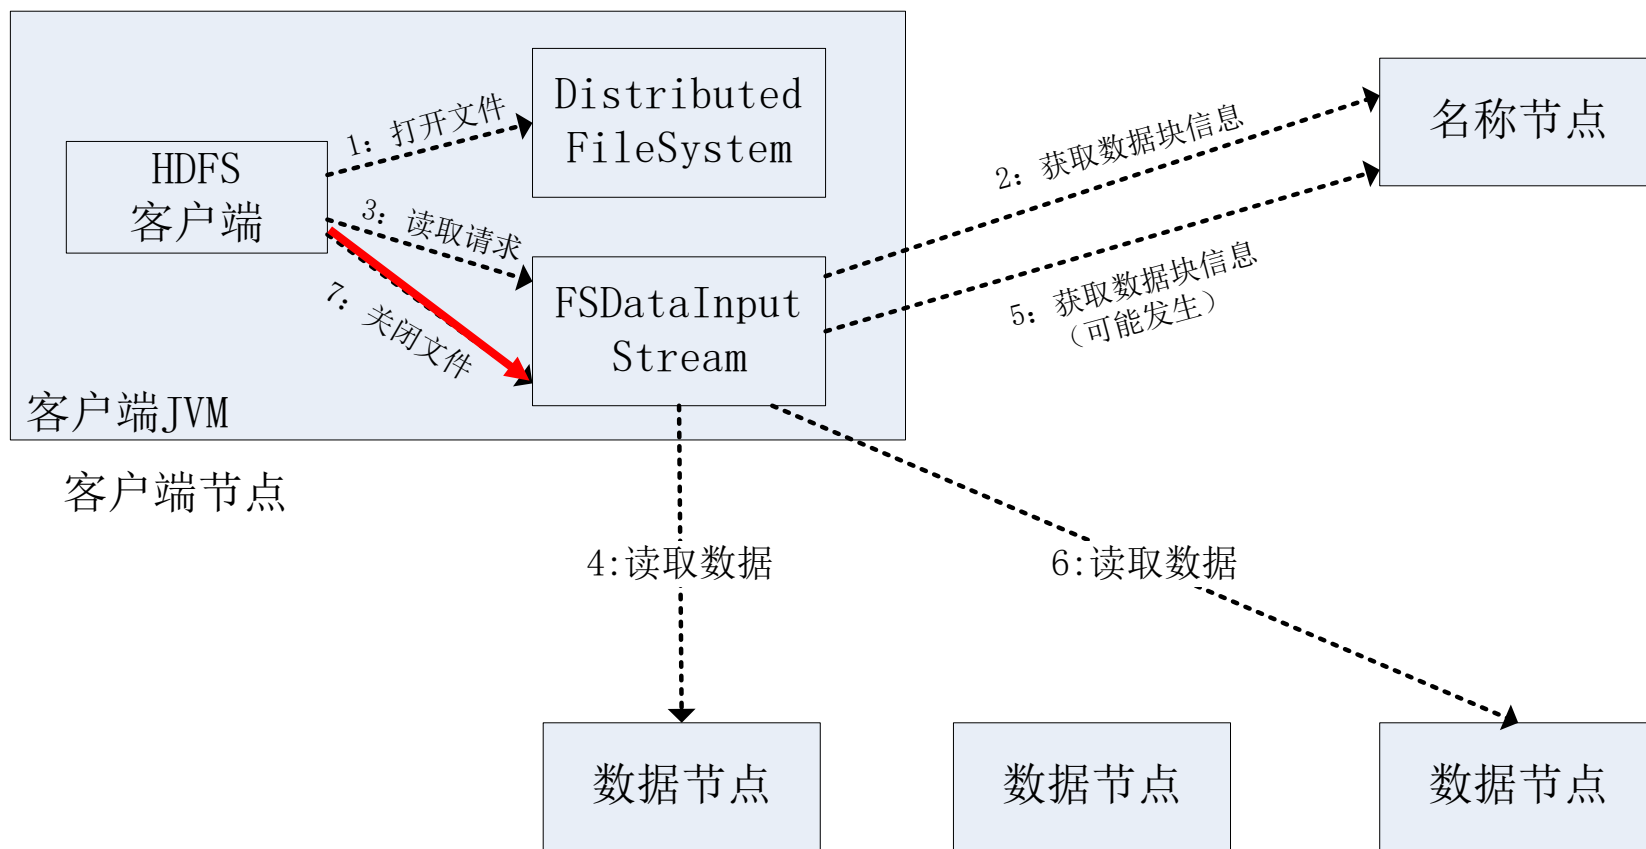 Distributed
FileSystem
名称节点
1：打开文件
2：获取数据块信息
HDFS
客户端
3：读取请求
7：关闭文件
FSDataInput
Stream
5：获取数据块信息
（可能发生）
客户端JVM
客户端节点
4:读取数据
6:读取数据
数据节点
数据节点
数据节点